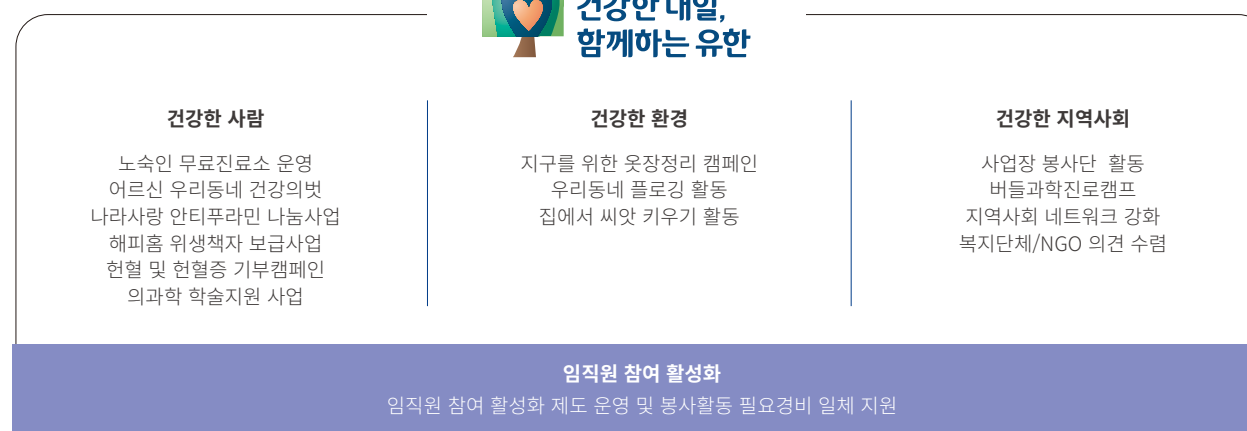 건강한 내일,
함께하는 유한
건강한 사람
노숙인 무료진료소 운영
어르신 우리동네 건강의벗
나라사랑 안티푸라민 나눔사업
해피홈 위생책자 보급사업
헌혈 및 헌혈증 기부캠페인
의과학 학술지원 사업
건강한 환경
지구를 위한 옷장정리 캠페인
우리동네 플로깅 활동
집에서 씨앗 키우기 활동
건강한 지역사회
사업장 봉사단 활동
버들과학진로캠프
지역사회 네트워크 강화
복지단체/NGO 의견 수렴
임직원 참여 활성화
임직원 참여 활성화 제도 운영 및 봉사활동 필요경비 일체 지원